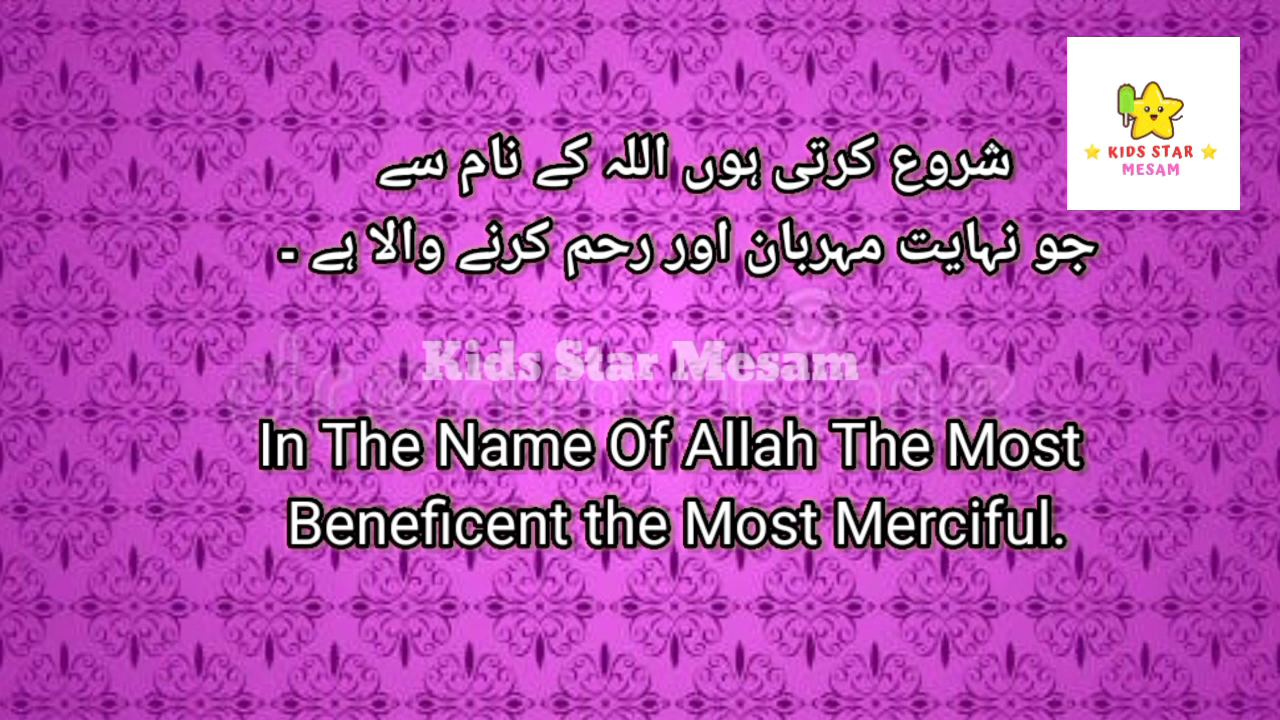 شروع کرتی ہوں اللہ کے نام سے
جو نہایت مہربان اور رحم کرنے والا ہے ۔
KIDS STAR
MESAM
Kids Star Mesam
dreamstime
In The Name Of Allah The Most
Beneficent the Most Merciful.